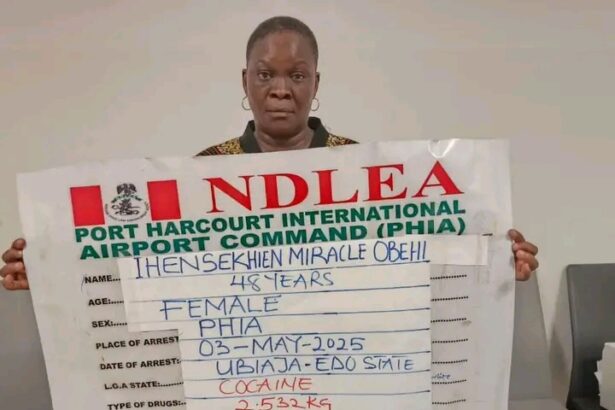 NDLEA
PORT HARCOURT INTERNATIONAL
AIRPORT COMMAND (PHIA)
NAME... IHENSEKHIEN MIRACLE OBEHI
AGE:... 48 YEARS
SEX:... FEMALE
PLACE OF ARREST PHIA
DATE OF ARREST: 03-MAY-2025
L.G.A STATE:... UBIAJA-EDO STATE
TYPE OF DRUGS:... COCAINE
2.532KG